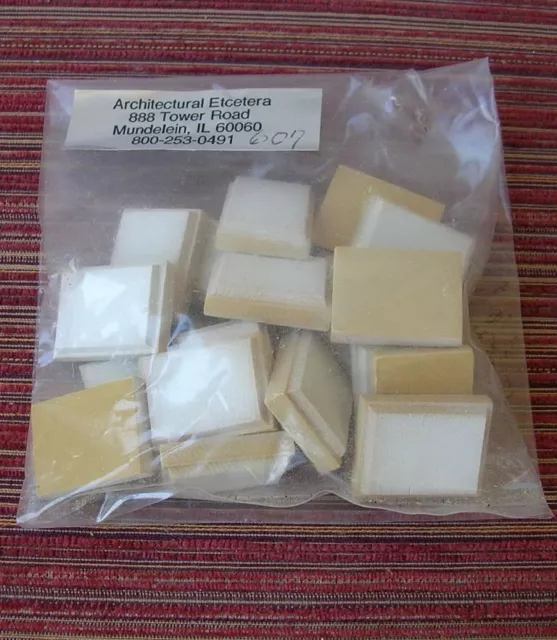 Architectural Etcetera
888 Tower Road
Mundelein, IL 60060
800-253-0491 607